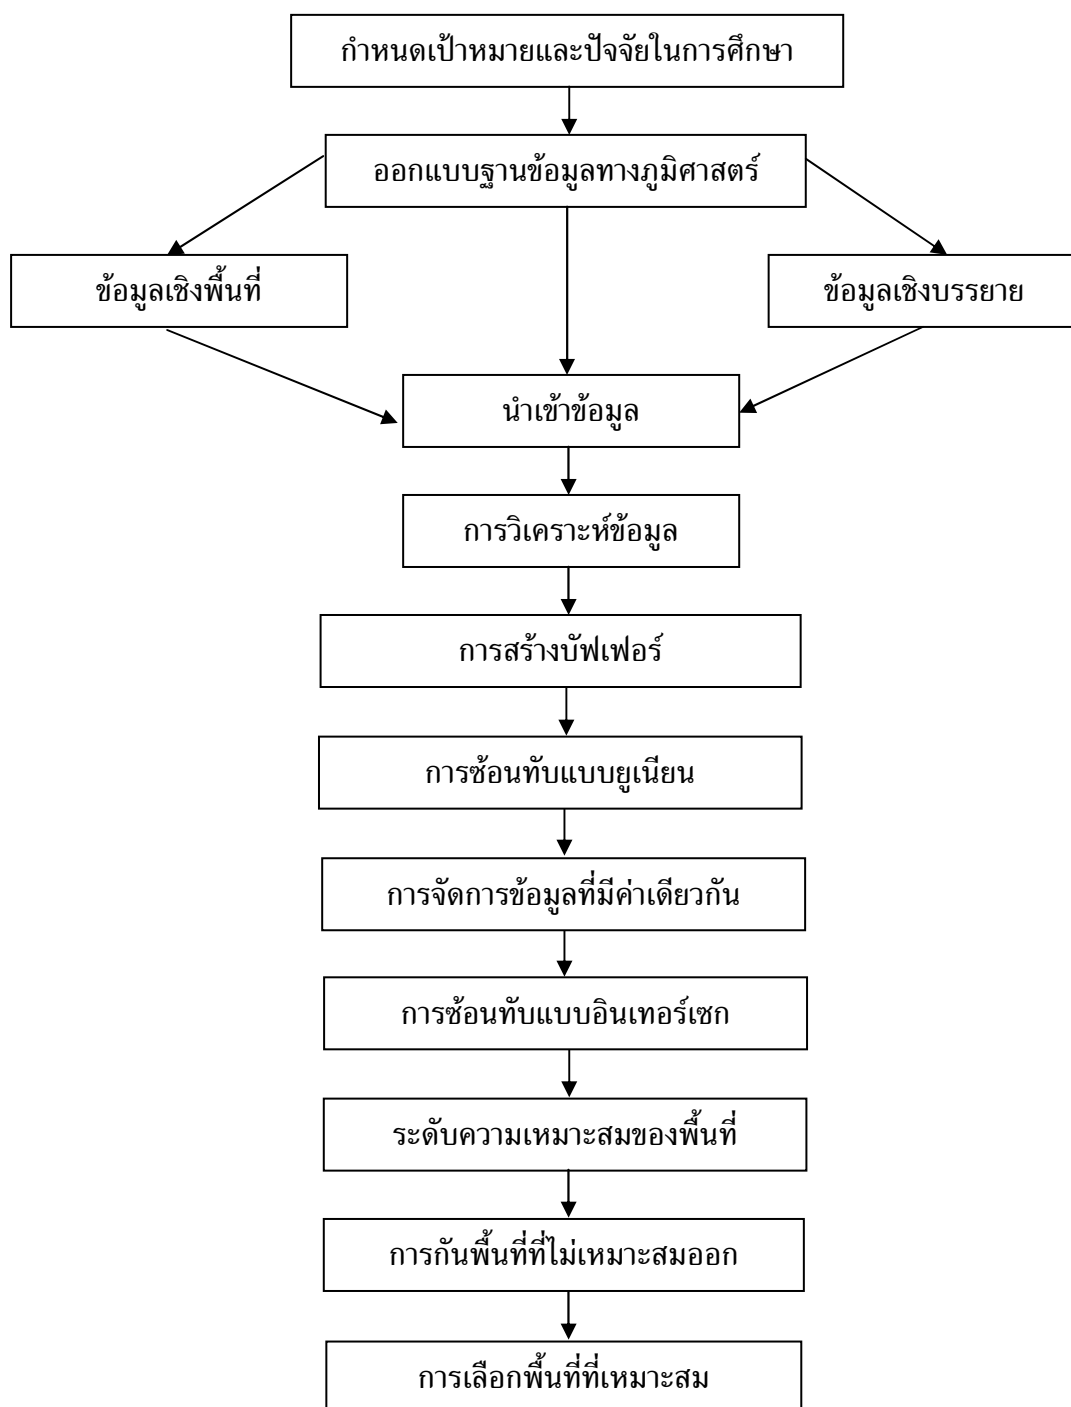 กำหนดเป้าหมายและปัจจัยในการศึกษา
ออกแบบฐานข้อมูลทางภูมิศาสตร์
ข้อมูลเชิงพื้นที่
ข้อมูลเชิงบรรยาย
นำเข้าข้อมูล
การวิเคราะห์ข้อมูล
การสร้างบัฟเฟอร์
การซ้อนทับแบบยูเนียน
การจัดการข้อมูลที่มีค่าเดียวกัน
การซ้อนทับแบบอินเทอร์เซก
ระดับความเหมาะสมของพื้นที่
การกันพื้นที่ที่ไม่เหมาะสมออก
การเลือกพื้นที่ที่เหมาะสม